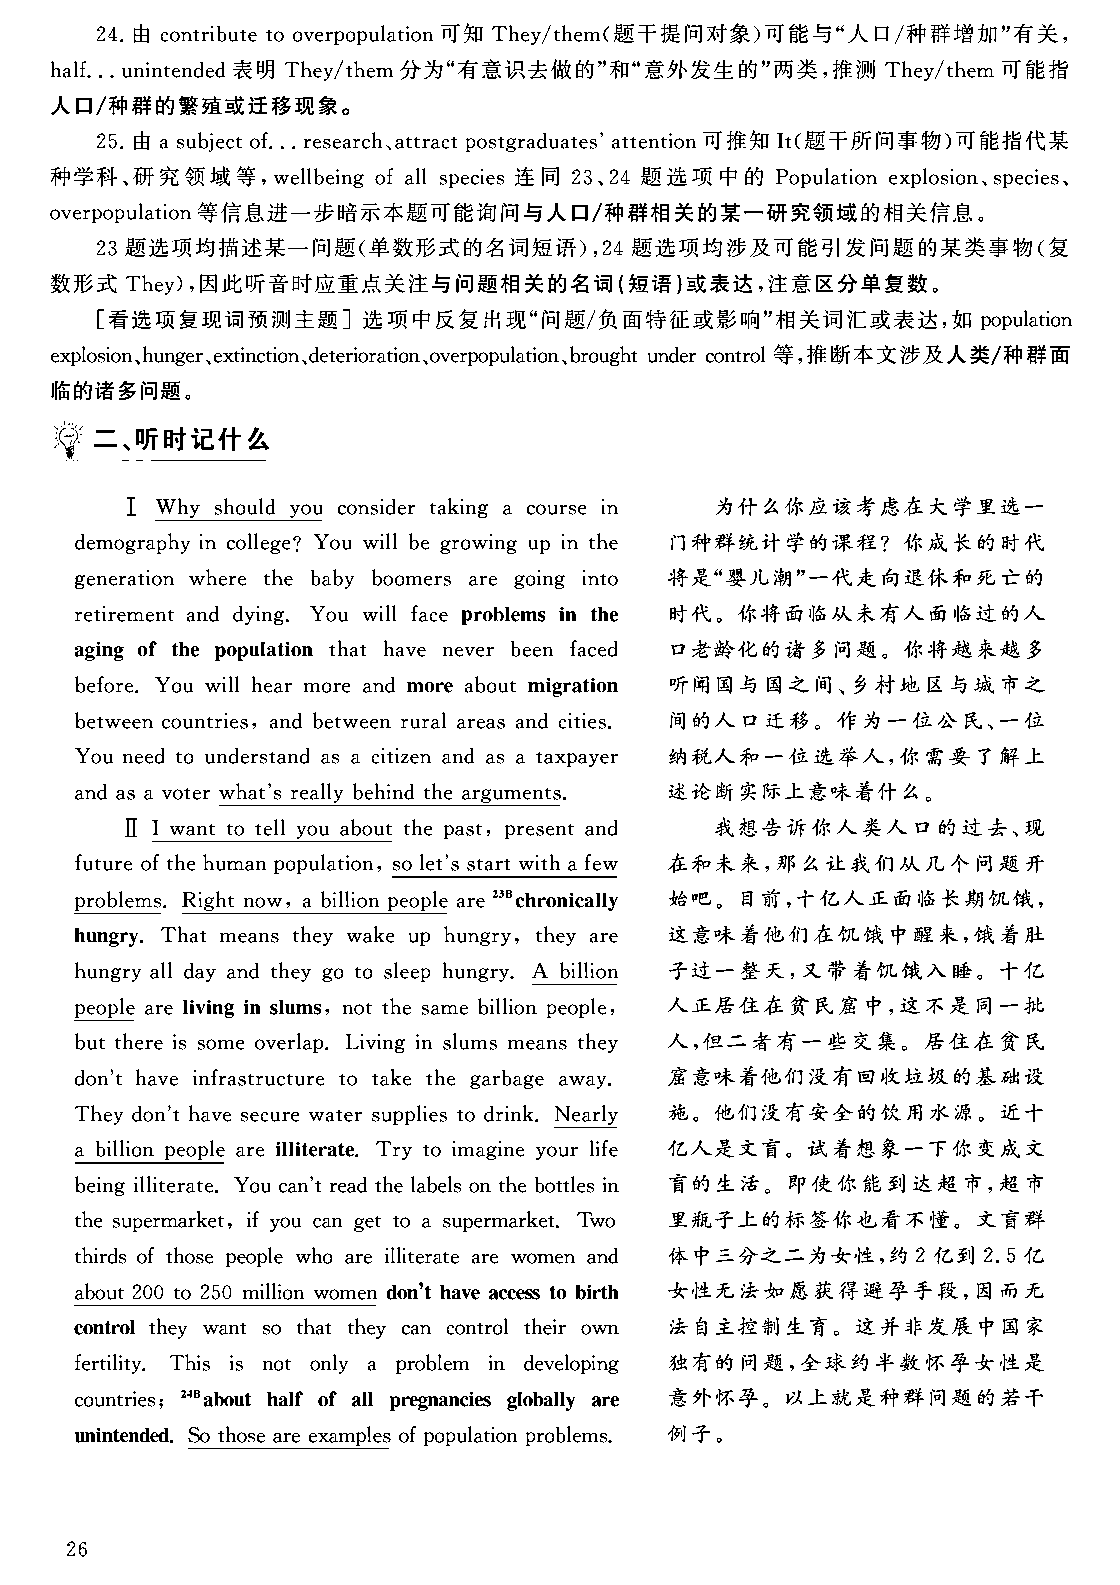 24. 由 contribute to overpopulation 可知 They/them(题干提问对象)可能与“人口/种群增加”有关,
half... unintended 表明 They/them 分为“有意识去做的”和“意外发生的”两类,推测 They/them 可能指
人口/种群的繁殖或迁移现象。
25. 由 a subject of... research、attract postgraduates' attention 可推知 It(题干所问事物)可能指代某
种学科、研究领域等,wellbeing of all species 连同 23、24 题选项中的 Population explosion、species、
overpopulation 等信息进一步暗示本题可能询问与人口/种群相关的某一研究领域的相关信息。
23 题选项均描述某一问题(单数形式的名词短语),24 题选项均涉及可能引发问题的某类事物(复
数形式 They),因此听音时应重点关注与问题相关的名词(短语)或表达,注意区分单复数。
[看选项复现词预测主题] 选项中反复出现“问题/负面特征或影响”相关词汇或表达,如 population
explosion、hunger、extinction、deterioration、overpopulation、brought under control 等,推断本文涉及人类/种群面
临的诸多问题。
二、听时记什么
Ⅰ Why should you consider taking a course in
demography in college? You will be growing up in the
generation where the baby boomers are going into
retirement and dying. You will face problems in the
aging of the population that have never been faced
before. You will hear more and more about migration
between countries, and between rural areas and cities.
You need to understand as a citizen and as a taxpayer
and as a voter what's really behind the arguments.
Ⅱ I want to tell you about the past, present and
future of the human population, so let's start with a few
problems. Right now, a billion people are 23B chronically
hungry. That means they wake up hungry, they are
hungry all day and they go to sleep hungry. A billion
people are living in slums, not the same billion people,
but there is some overlap. Living in slums means they
don't have infrastructure to take the garbage away.
They don't have secure water supplies to drink. Nearly
a billion people are illiterate. Try to imagine your life
being illiterate. You can't read the labels on the bottles in
the supermarket, if you can get to a supermarket. Two
thirds of those people who are illiterate are women and
about 200 to 250 million women don't have access to birth
control they want so that they can control their own
fertility. This is not only a problem in developing
countries; 24B about half of all pregnancies globally are
unintended. So those are examples of population problems.
为什么你应该考虑在大学里选一
门种群统计学的课程? 你成长的时代
将是“婴儿潮”一代走向退休和死亡的
时代。你将面临从未有人面临过的人
口老龄化的诸多问题。你将越来越多
听闻国与国之间、乡村地区与城市之
间的人口迁移。作为一位公民、一位
纳税人和一位选举人,你需要了解上
述论断实际上意味着什么。
我想告诉你人类人口的过去、现
在和未来,那么让我们从几个问题开
始吧。目前,十亿人正面临长期饥饿,
这意味着他们在饥饿中醒来,饿着肚
子过一整天,又带着饥饿入睡。十亿
人正居住在贫民窟中,这不是同一批
人,但二者有一些交集。居住在贫民
窟意味着他们没有回收垃圾的基础设
施。他们没有安全的饮用水源。近十
亿人是文盲。试着想象一下你变成文
盲的生活。即使你能到达超市,超市
里瓶子上的标签你也看不懂。文盲群
体中三分之二为女性,约 2 亿到 2.5 亿
女性无法如愿获得避孕手段,因而无
法自主控制生育。这并非发展中国家
独有的问题,全球约半数怀孕女性是
意外怀孕。以上就是种群问题的若干
例子。
26